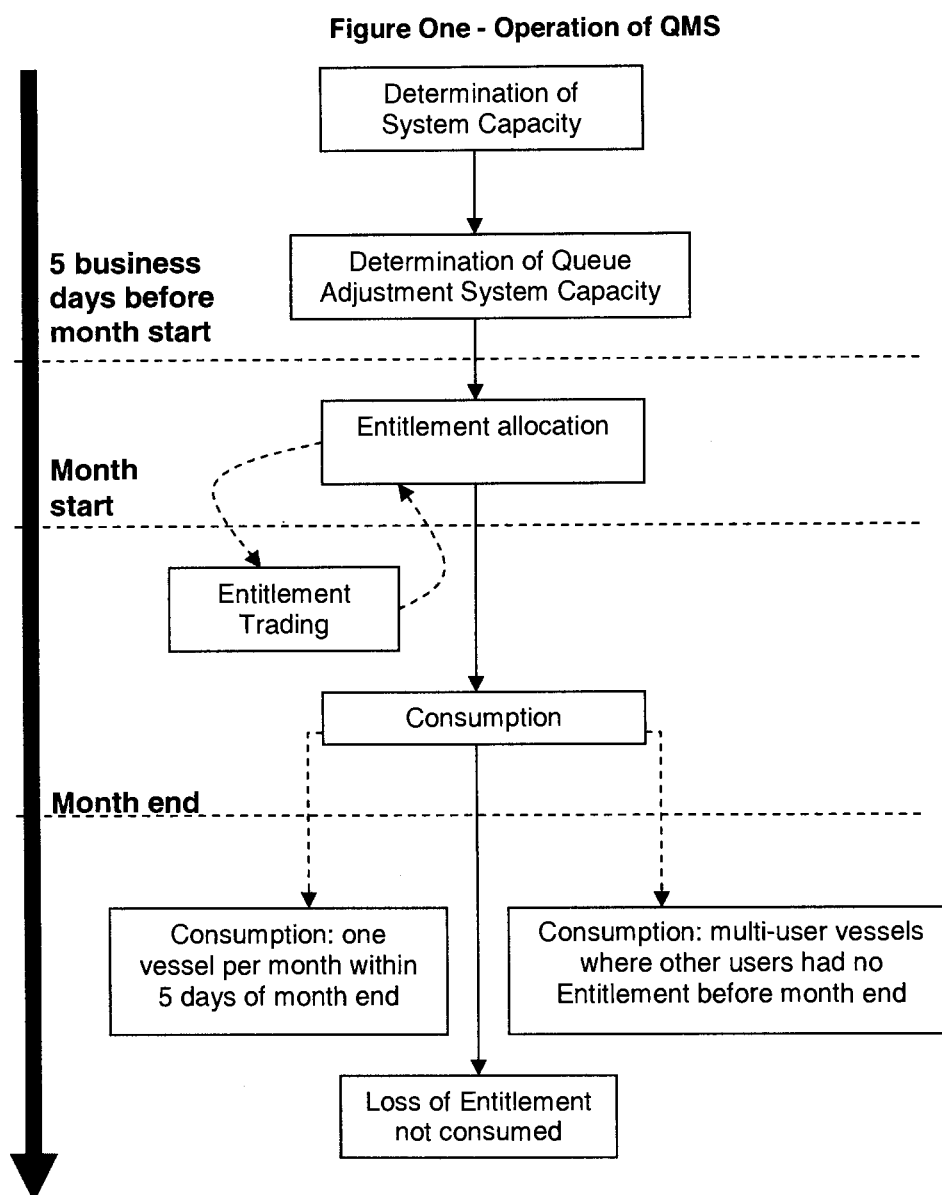 Figure One - Operation of QMS
Determination of
System Capacity
5 business
days before
month start
Determination of Queue
Adjustment System Capacity
Entitlement allocation
Month
start
Entitlement
Trading
Consumption
Month end
Consumption: one
vessel per month within
5 days of month end
Consumption: multi-user vessels
where other users had no
Entitlement before month end
Loss of Entitlement
not consumed